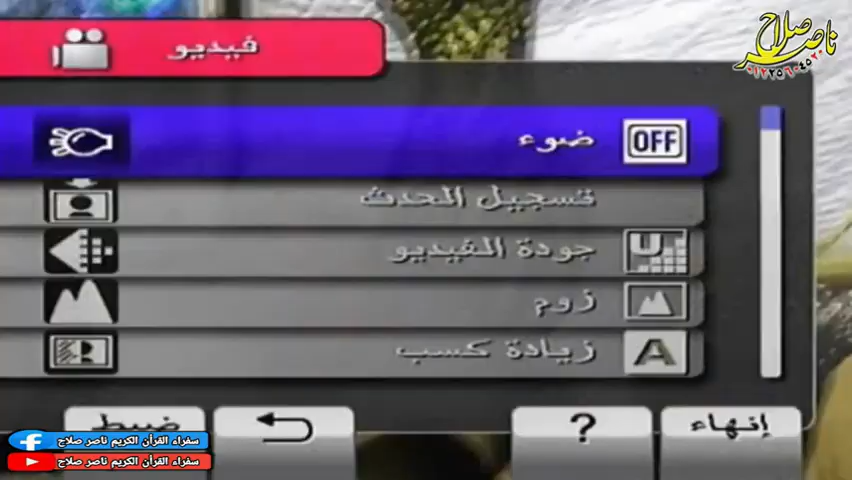 ناصر صلاح
٠١٢٢٥٦٠٤٥٢٠
فيديو
ضوء
OFF
تسجيل الحدث
جودة الفيديو
U
زوم
زيادة كسب
A
ضبط
?
إنهاء
سفراء القرآن الكريم ناصر صلاح
سفراء القرآن الكريم ناصر صلاح